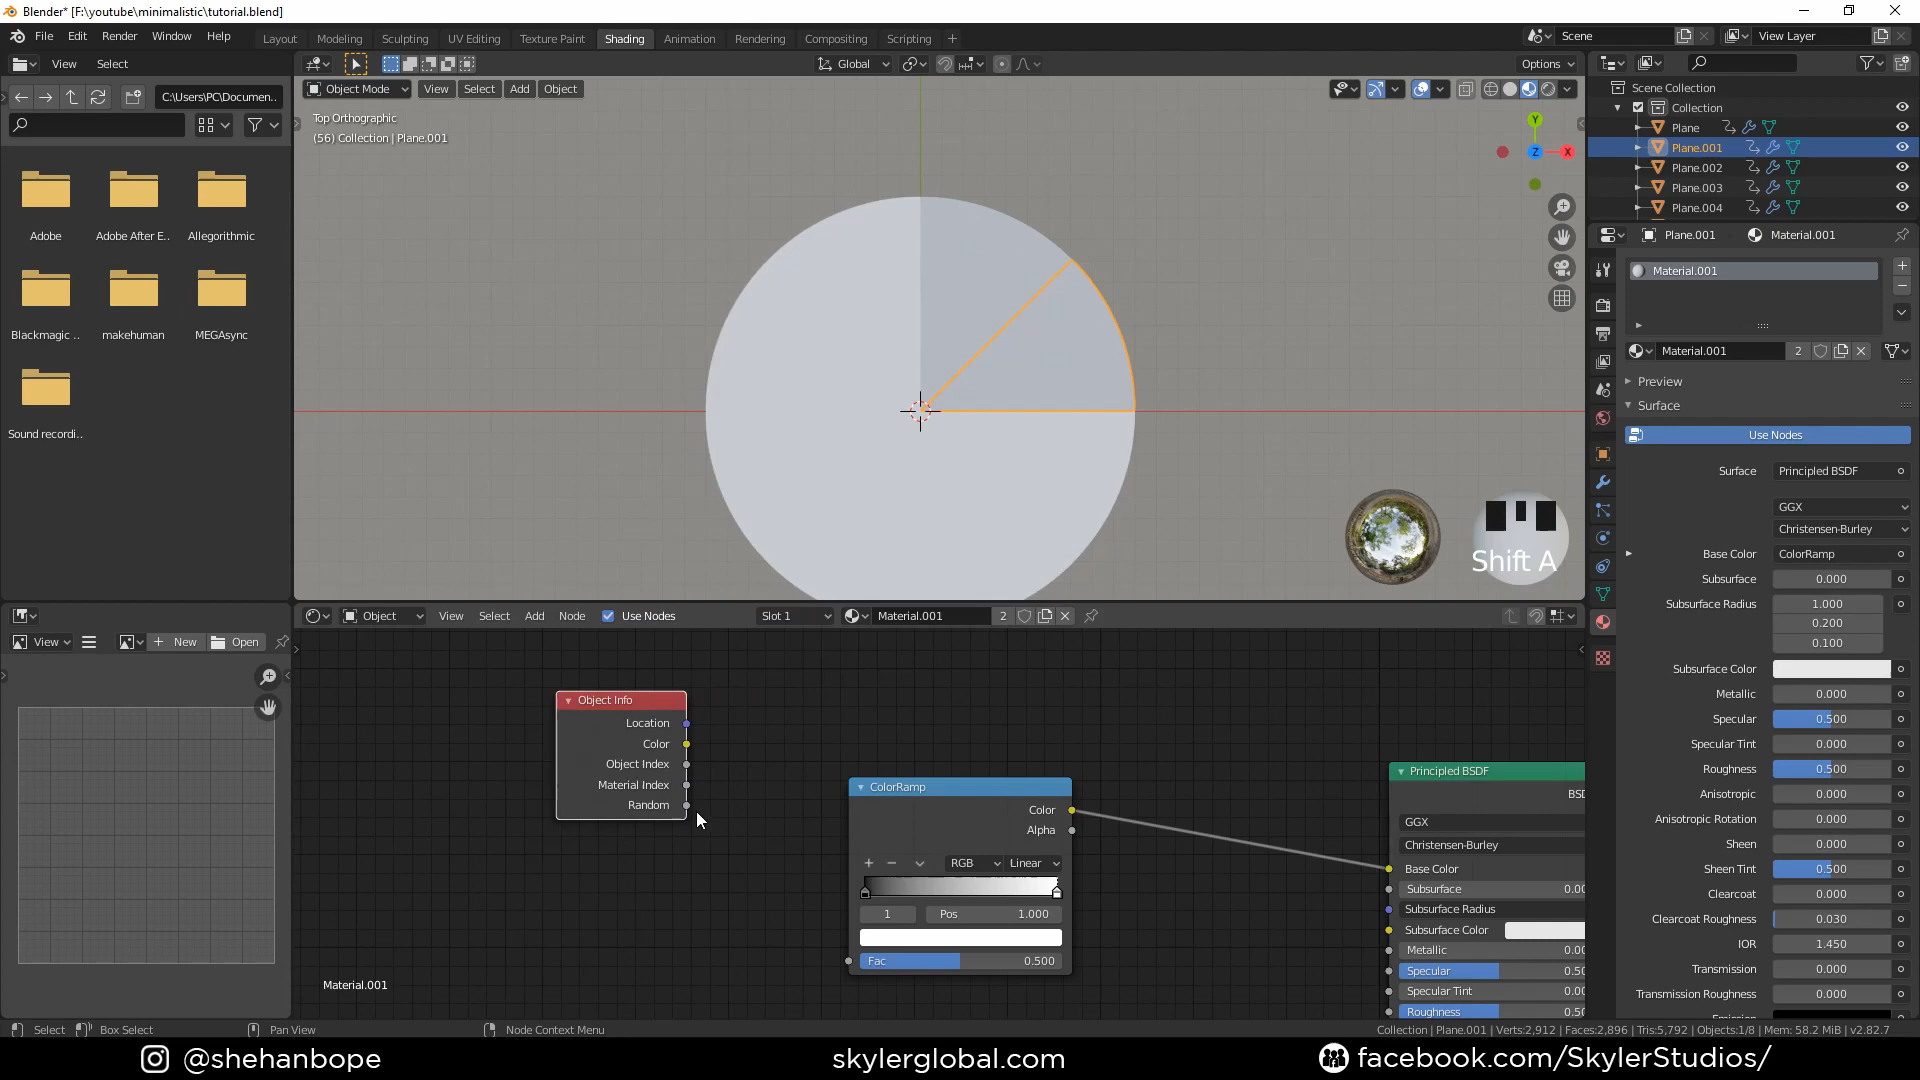 Blender* [F:\youtube\minimalistic\tutorial.blend]
File Edit Render Window Help
Layout Modeling Sculpting UV Editing Texture Paint Shading Animation Rendering Compositing Scripting
Scene
View Layer
View Select
Global
Options
C:\Users\PC\Documen..
Object Mode View Select Add Object
Top Orthographic
(56) Collection | Plane.001
Y
Z
X
Adobe
Adobe After E..
Allegorithmic
Blackmagic ..
makehuman
MEGAsync
Sound recordi..
Shift A
Scene Collection
Collection
Plane
Plane.001
Plane.002
Plane.003
Plane.004
Plane.001 Material.001
Material.001
Material.001 2
Preview
Surface
Use Nodes
Surface Principled BSDF
GGX
Christensen-Burley
Base Color ColorRamp
Subsurface 0.000
Subsurface Radius 1.000
0.200
0.100
Subsurface Color
Metallic 0.000
Specular 0.500
Specular Tint 0.000
Roughness 0.500
Anisotropic 0.000
Anisotropic Rotation 0.000
Sheen 0.000
Sheen Tint 0.500
Clearcoat 0.000
Clearcoat Roughness 0.030
IOR 1.450
Transmission 0.000
Transmission Roughness 0.000
View New Open
Object View Select Add Node Use Nodes Slot 1 Material.001 2
Object Info
Location
Color
Object Index
Material Index
Random
ColorRamp
Color
Alpha
RGB Linear
1 Pos 1.000
Fac 0.500
Principled BSDF
BSD
GGX
Christensen-Burley
Base Color
Subsurface 0.00
Subsurface Radius
Subsurface Color
Metallic 0.00
Specular 0.50
Specular Tint 0.00
Roughness 0.50
Material.001
Select Box Select Pan View Node Context Menu
Collection | Plane.001 | Verts:2,912 | Faces:2,896 | Tris:5,792 | Objects:1/8 | Mem: 58.2 MiB | v2.82.7
@shehanbope
skylerglobal.com
facebook.com/SkylerStudios/